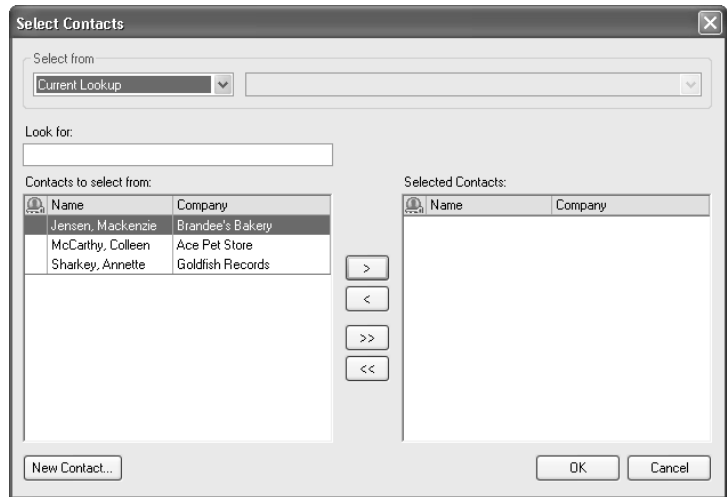 Select Contacts
Select from
Current Lookup
Look for:
Contacts to select from:
Selected Contacts:
Name Company
Name Company
Jensen, Mackenzie Brandee's Bakery
McCarthy, Colleen Ace Pet Store
Sharkey, Annette Goldfish Records
>
<
>>
<<
New Contact...
OK
Cancel